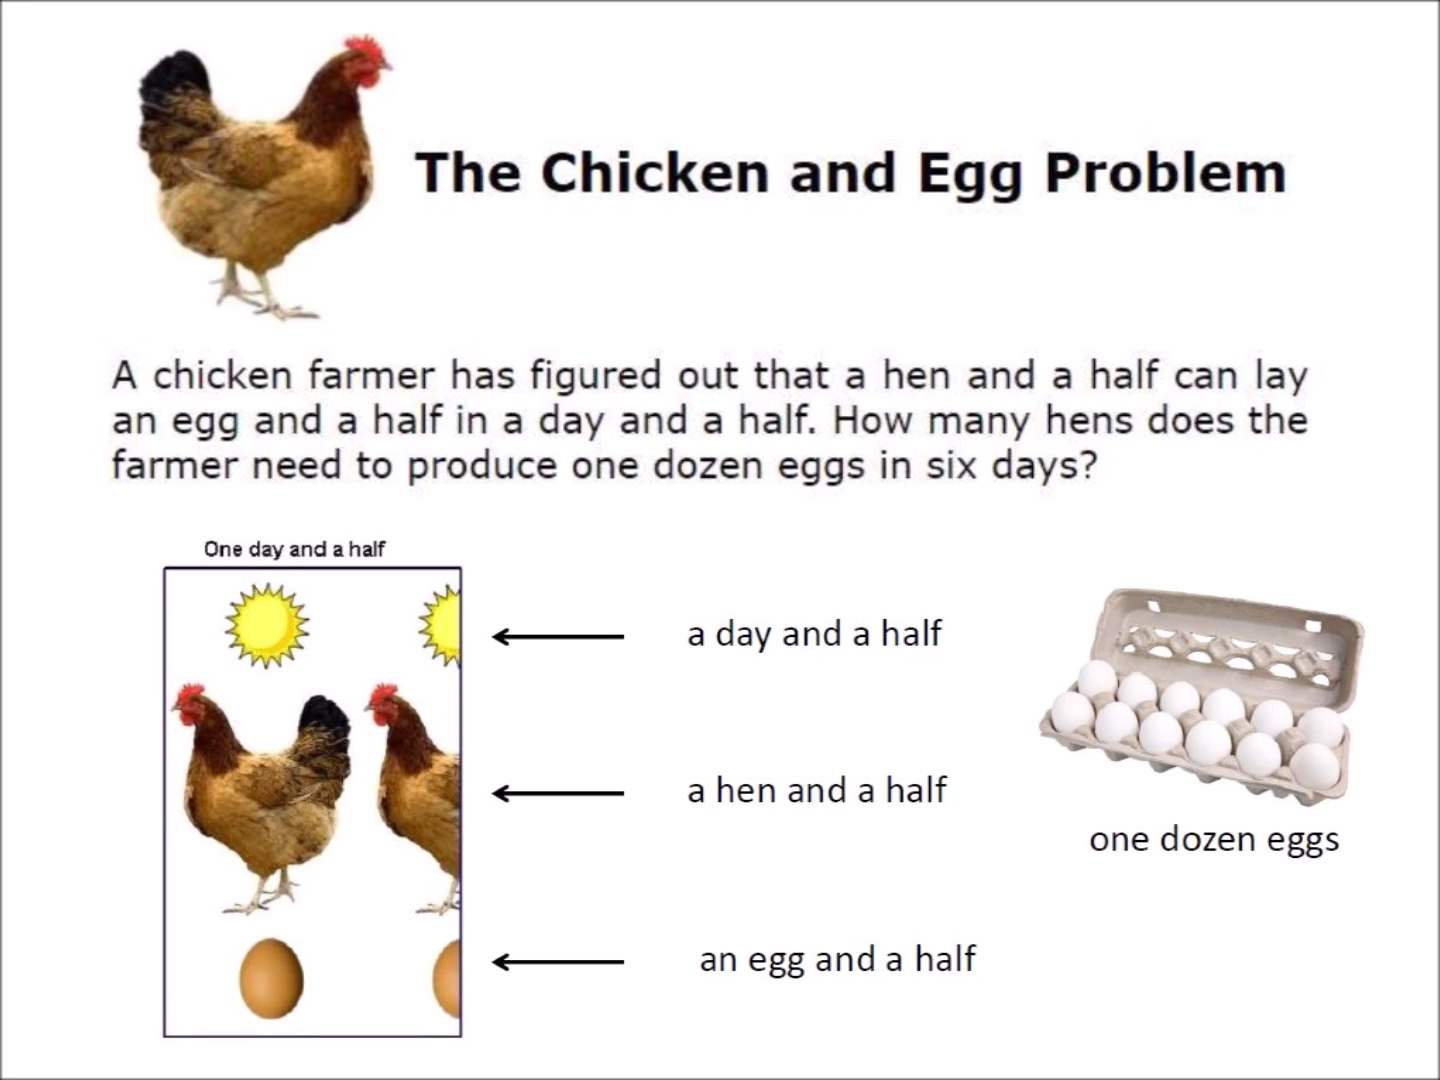 The Chicken and Egg Problem
A chicken farmer has figured out that a hen and a half can lay
an egg and a half in a day and a half. How many hens does the
farmer need to produce one dozen eggs in six days?
One day and a half
a day and a half
a hen and a half
one dozen eggs
an egg and a half